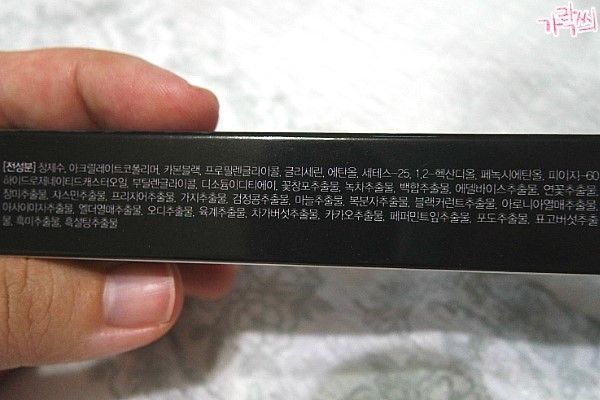 가락씨
[전성분] 정제수, 아크릴레이트코폴리머, 카본블랙, 프로필렌글라이콜, 글리세린, 에탄올, 세테스-25, 1,2-헥산디올, 페녹시에탄올, 피이지-60
하이드로제네이티드캐스터오일, 부틸렌글라이콜, 디소듐이디티에이, 꽃창포추출물, 녹차추출물, 백합추출물, 에델바이스추출물, 연꽃추출물,
장미추출물, 자스민추출물, 프리지어추출물, 가지추출물, 검정콩추출물, 마늘추출물, 복분자추출물, 블랙커런트추출물, 아로니아열매추출물,
아사이야자추출물, 엘더열매추출물, 오디추출물, 육계추출물, 차가버섯추출물, 카카오추출물, 페퍼민트잎추출물, 포도추출물, 표고버섯추출
물, 흑미추출물, 흑설탕추출물